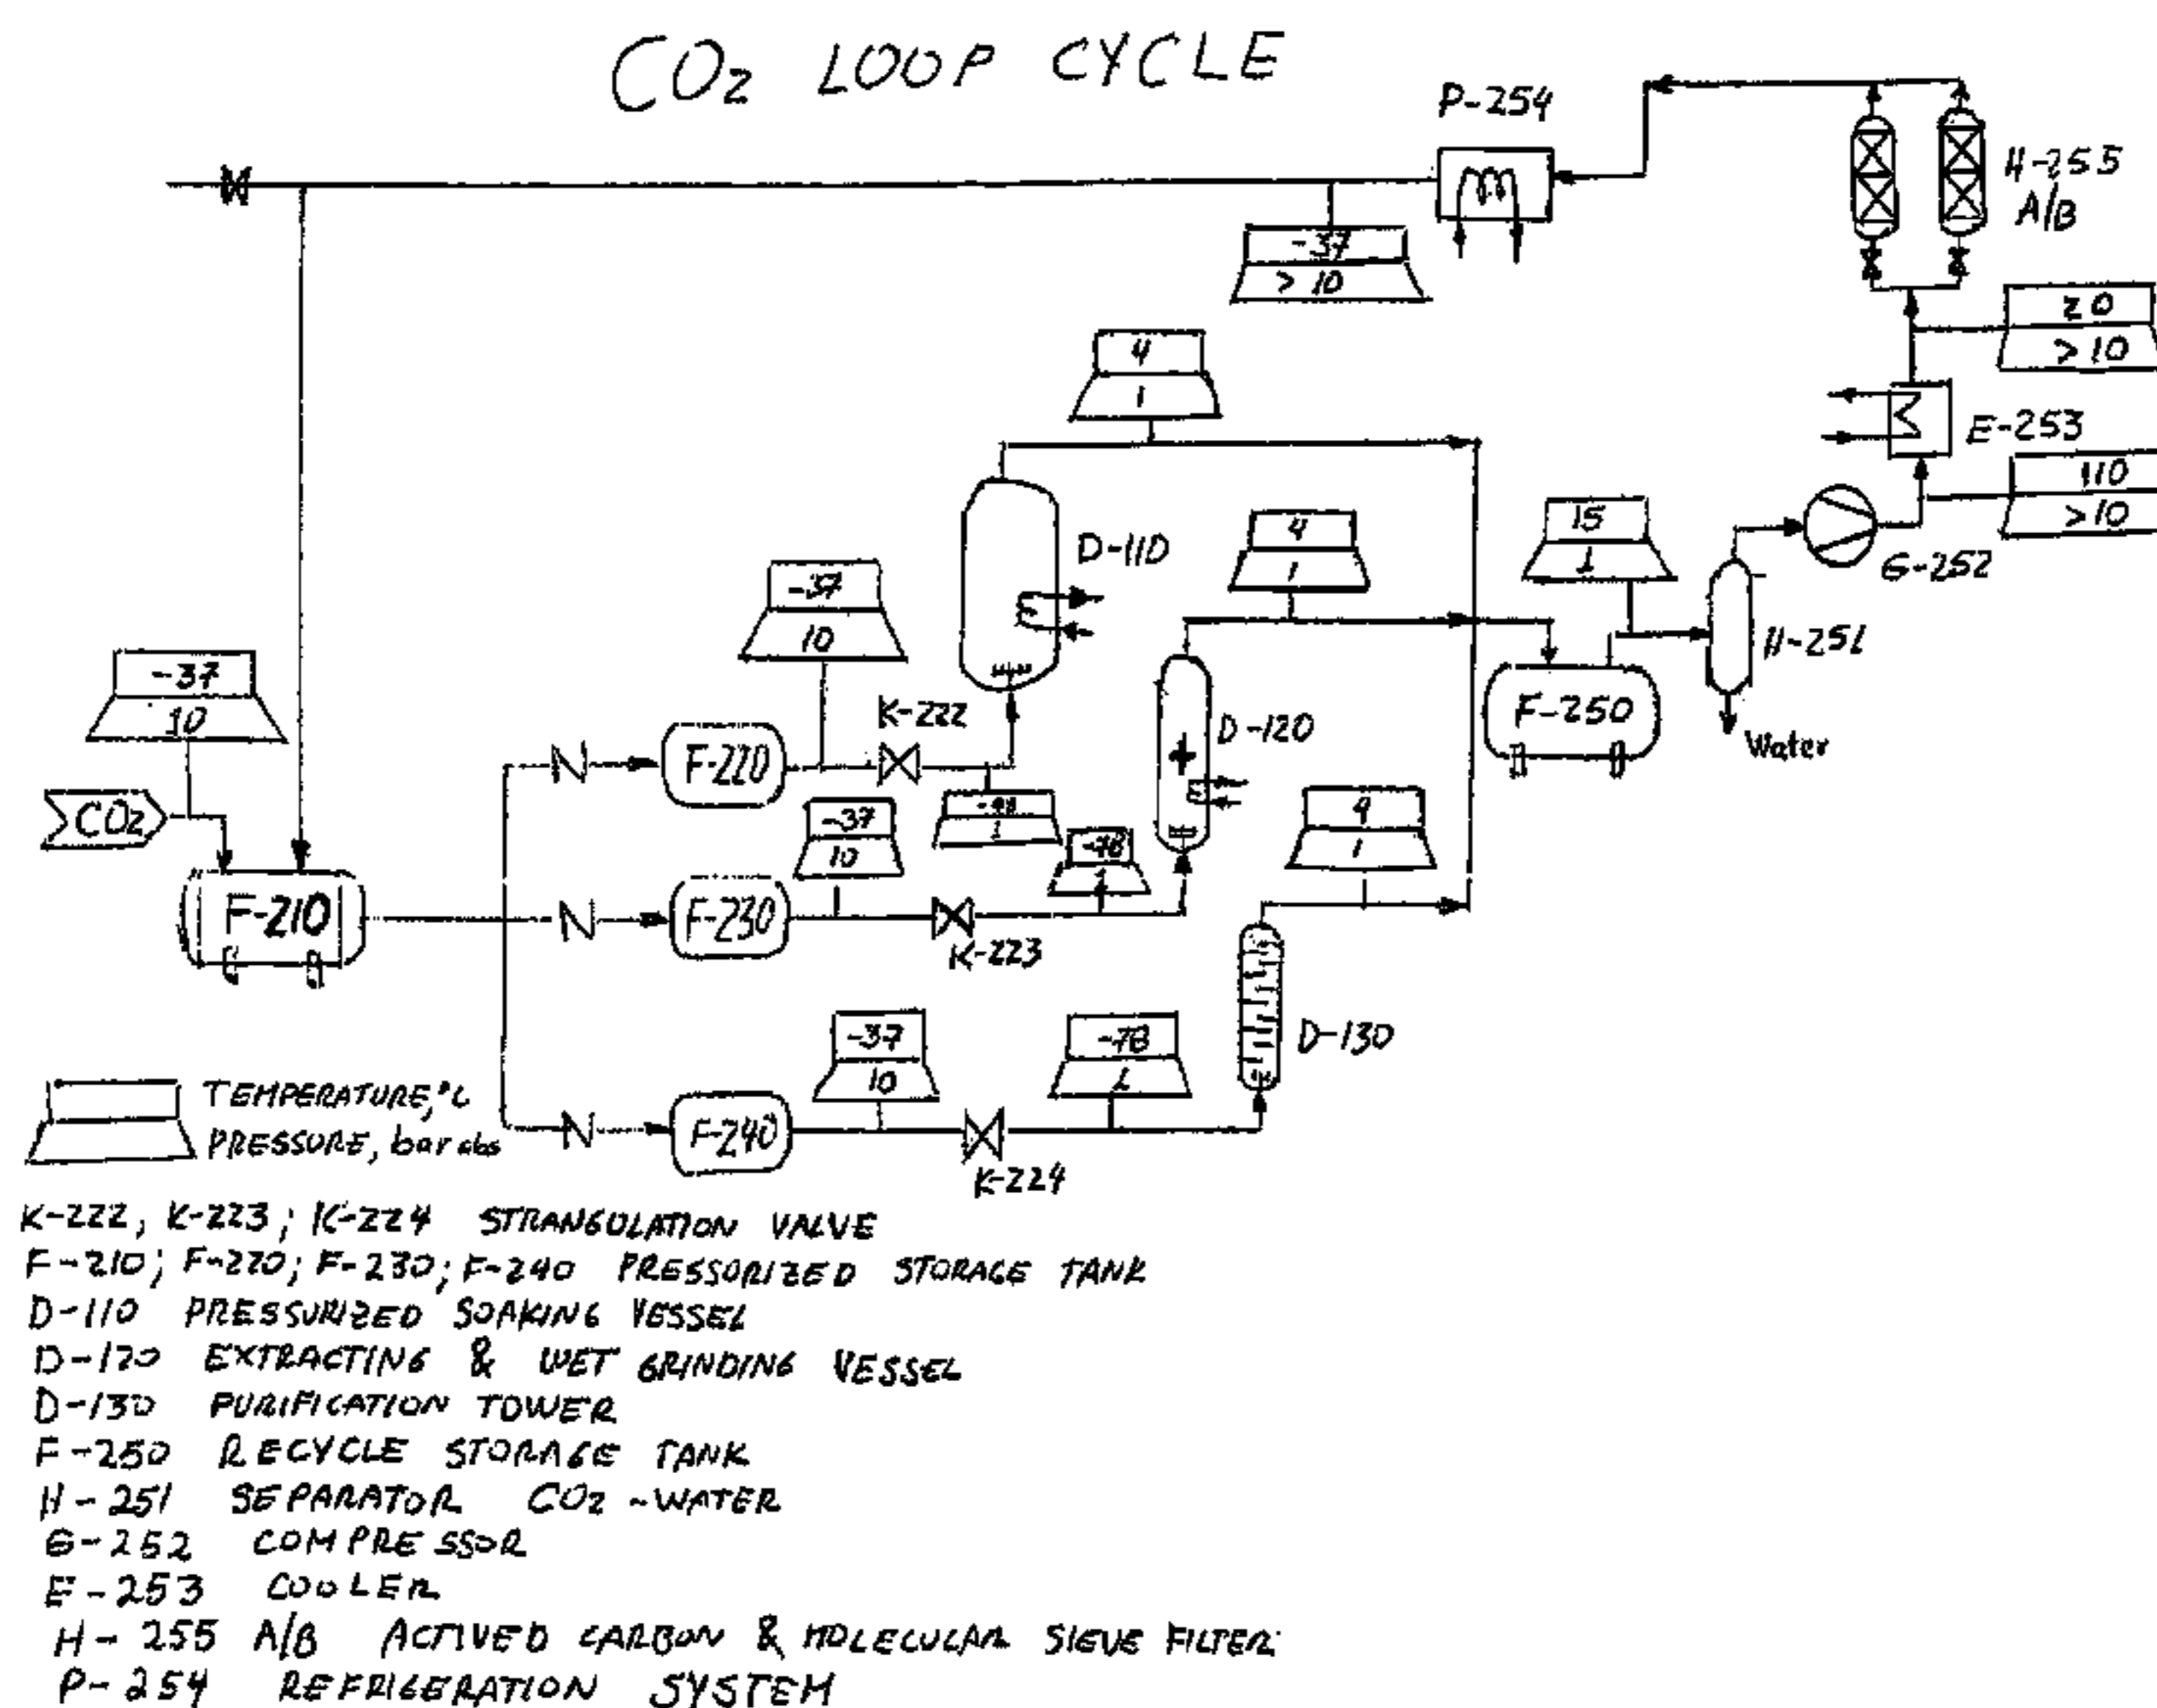 CO2 LOOP CYCLE
P-254
H-255
A/B
-37
> 10
20
> 10
4
1
E-253
110
> 10
4
1
15
1
D-110
G-252
-37
10
H-251
-37
10
K-222
D-120
F-250
Water
F-220
CO2
-37
10
1
-78
1
4
1
F-210
F-230
K-223
-37
10
-78
1
D-130
TEMPERATURE, °C
PRESSURE, bar abs
F-240
K-224
K-222, K-223; K-224 STRANGULATION VALVE
F-210; F-220; F-230; F-240 PRESSORIZED STORAGE TANK
D-110 PRESSURIZED SOAKING VESSEL
D-120 EXTRACTING & WET GRINDING VESSEL
D-130 PURIFICATION TOWER
F-250 RECYCLE STORAGE TANK
H-251 SEPARATOR CO2-WATER
G-252 COMPRESSOR
E-253 COOLER
H-255 A/B ACTIVED CARBON & MOLECULAR SIEVE FILTER
P-254 REFRIGERATION SYSTEM